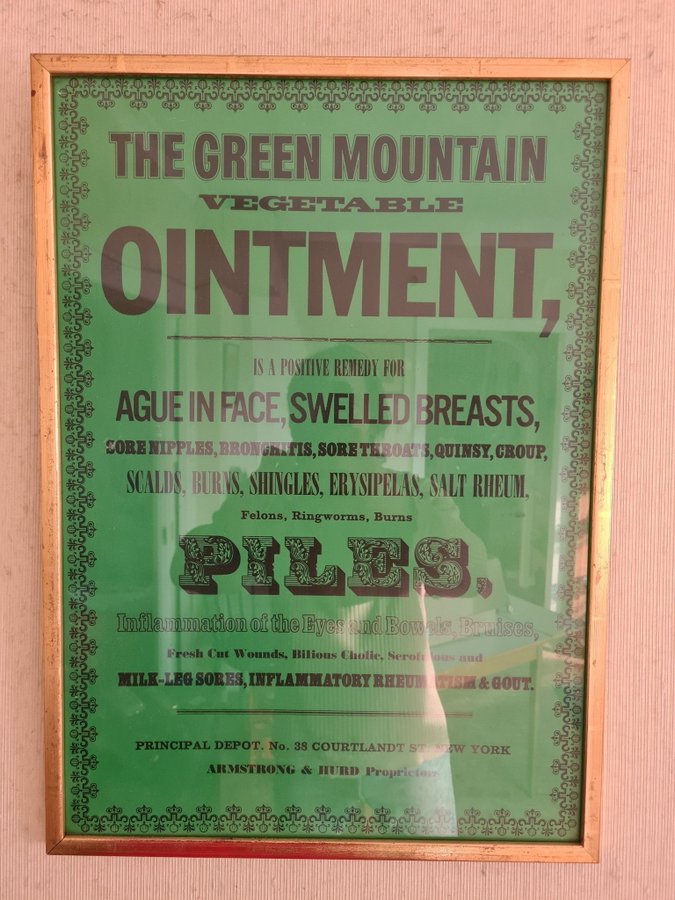 THE GREEN MOUNTAIN
VEGETABLE
OINTMENT,
IS A POSITIVE REMEDY FOR
AGUE IN FACE, SWELLED BREASTS,
SORE NIPPLES, BRONCHITIS, SORE THROATS, QUINSY, CROUP,
SCALDS, BURNS, SHINGLES, ERYSIPELAS, SALT RHEUM,
Felons, Ringworms, Burns
PILES,
Inflammation of the Eyes and Bowels, Bruises,
Fresh Cut Wounds, Bilious Cholic, Scrofulous and
MILK-LEG SORES, INFLAMMATORY RHEUMATISM & GOUT.
PRINCIPAL DEPOT. No. 38 COURTLANDT ST. NEW YORK
ARMSTRONG & HURD Proprietors